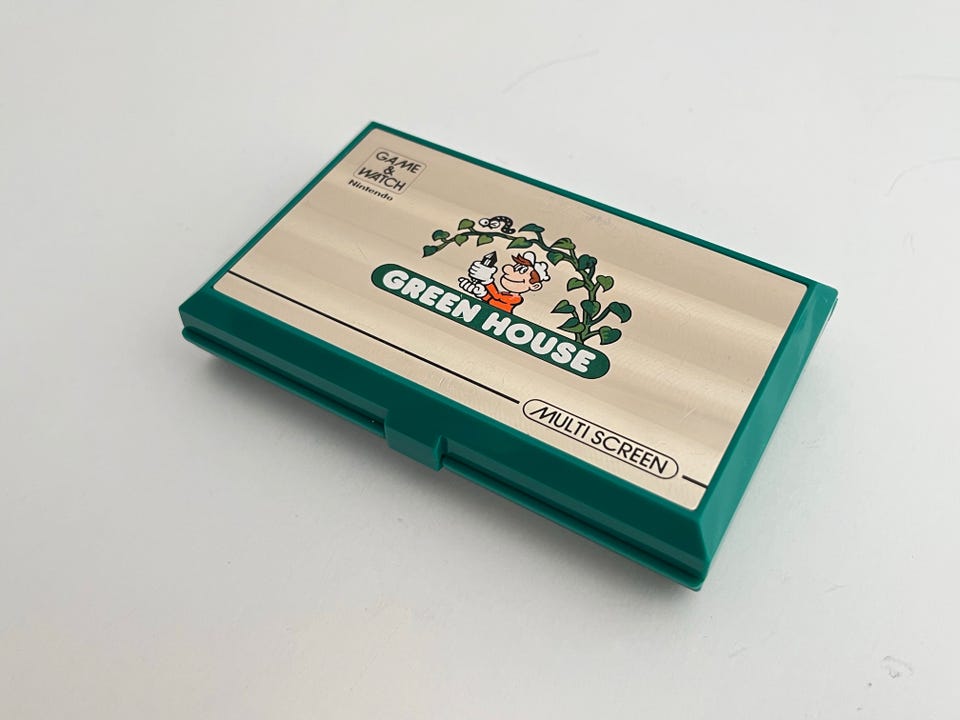 GAME
&
WATCH
Nintendo
GREEN HOUSE
MULTI SCREEN